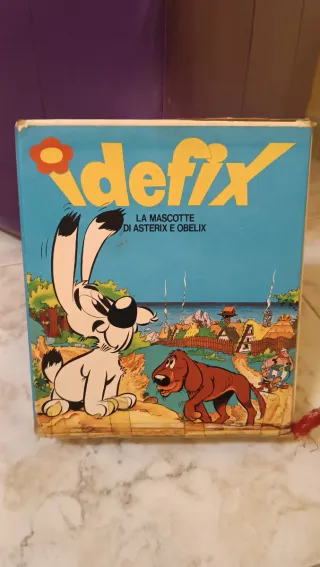 idefix
LA MASCOTTE
DI ASTERIX E OBELIX